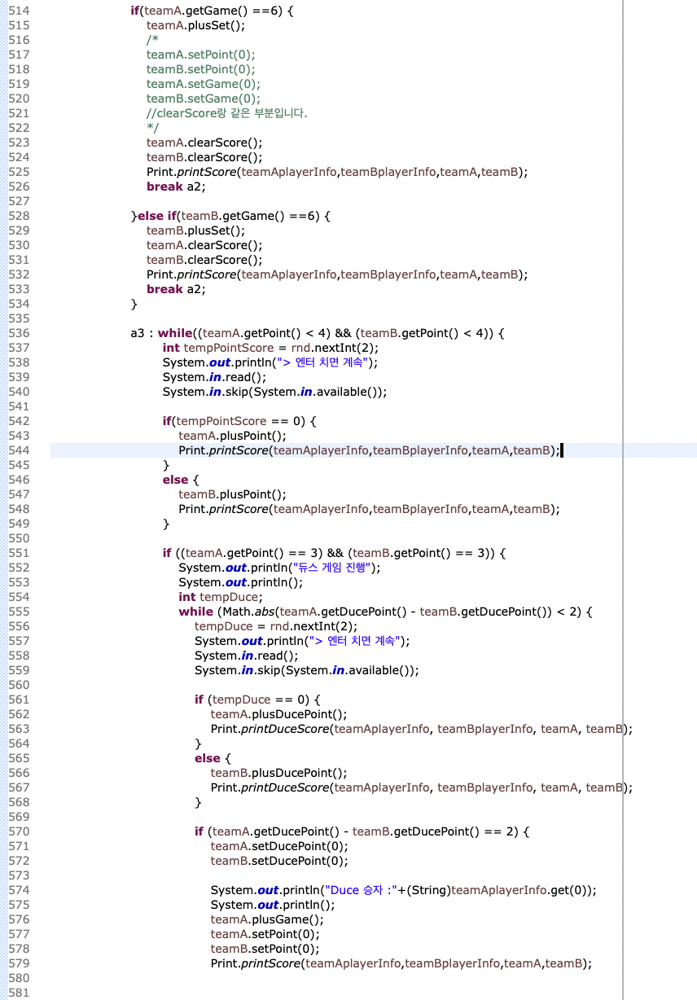 514 if(teamA.getGame() ==6) {
515 teamA.plusSet();
516 /*
517 teamA.setPoint(0);
518 teamB.setPoint(0);
519 teamA.setGame(0);
520 teamB.setGame(0);
521 //clearScore랑 같은 부분입니다.
522 */
523 teamA.clearScore();
524 teamB.clearScore();
525 Print.printScore(teamAplayerInfo,teamBplayerInfo,teamA,teamB);
526 break a2;
527
528 }else if(teamB.getGame() ==6) {
529 teamB.plusSet();
530 teamA.clearScore();
531 teamB.clearScore();
532 Print.printScore(teamAplayerInfo,teamBplayerInfo,teamA,teamB);
533 break a2;
534 }
535
536 a3 : while((teamA.getPoint() < 4) && (teamB.getPoint() < 4)) {
537 int tempPointScore = rnd.nextInt(2);
538 System.out.println("> 엔터 치면 계속");
539 System.in.read();
540 System.in.skip(System.in.available());
541
542 if(tempPointScore == 0) {
543 teamA.plusPoint();
544 Print.printScore(teamAplayerInfo,teamBplayerInfo,teamA,teamB);
545 }
546 else {
547 teamB.plusPoint();
548 Print.printScore(teamAplayerInfo,teamBplayerInfo,teamA,teamB);
549 }
550
551 if ((teamA.getPoint() == 3) && (teamB.getPoint() == 3)) {
552 System.out.println("듀스 게임 진행");
553 System.out.println();
554 int tempDuce;
555 while (Math.abs(teamA.getDucePoint() - teamB.getDucePoint()) < 2) {
556 tempDuce = rnd.nextInt(2);
557 System.out.println("> 엔터 치면 계속");
558 System.in.read();
559 System.in.skip(System.in.available());
560
561 if (tempDuce == 0) {
562 teamA.plusDucePoint();
563 Print.printDuceScore(teamAplayerInfo, teamBplayerInfo, teamA, teamB);
564 }
565 else {
566 teamB.plusDucePoint();
567 Print.printDuceScore(teamAplayerInfo, teamBplayerInfo, teamA, teamB);
568 }
569
570 if (teamA.getDucePoint() - teamB.getDucePoint() == 2) {
571 teamA.setDucePoint(0);
572 teamB.setDucePoint(0);
573
574 System.out.println("Duce 승자 :"+(String)teamAplayerInfo.get(0));
575 System.out.println();
576 teamA.plusGame();
577 teamA.setPoint(0);
578 teamB.setPoint(0);
579 Print.printScore(teamAplayerInfo,teamBplayerInfo,teamA,teamB);
580
581